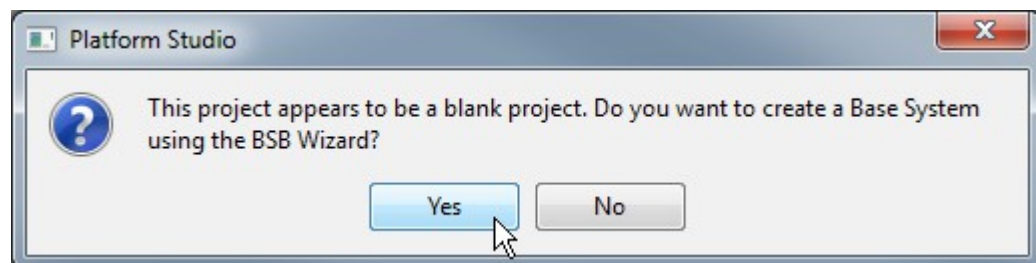 Platform Studio
This project appears to be a blank project. Do you want to create a Base System
using the BSB Wizard?
Yes
No